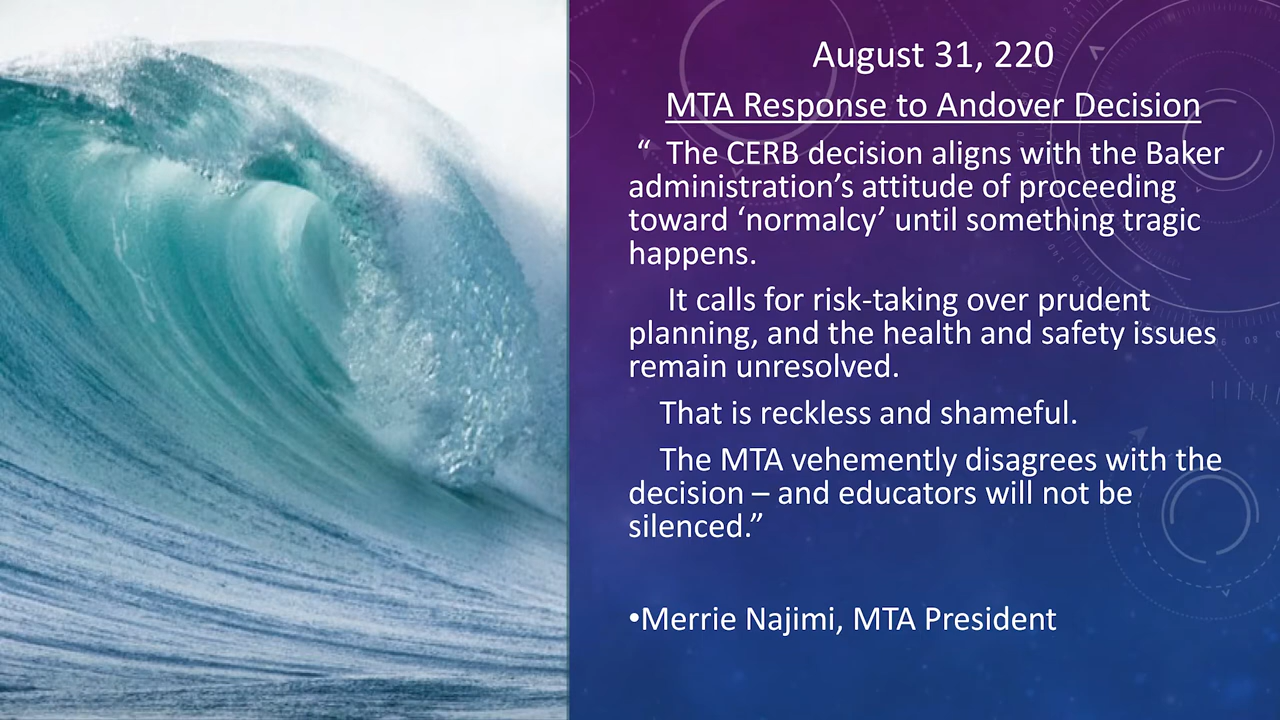 August 31, 220
MTA Response to Andover Decision
“ The CERB decision aligns with the Baker
administration’s attitude of proceeding
toward ‘normalcy’ until something tragic
happens.
It calls for risk-taking over prudent
planning, and the health and safety issues
remain unresolved.
That is reckless and shameful.
The MTA vehemently disagrees with the
decision – and educators will not be
silenced.”
•Merrie Najimi, MTA President